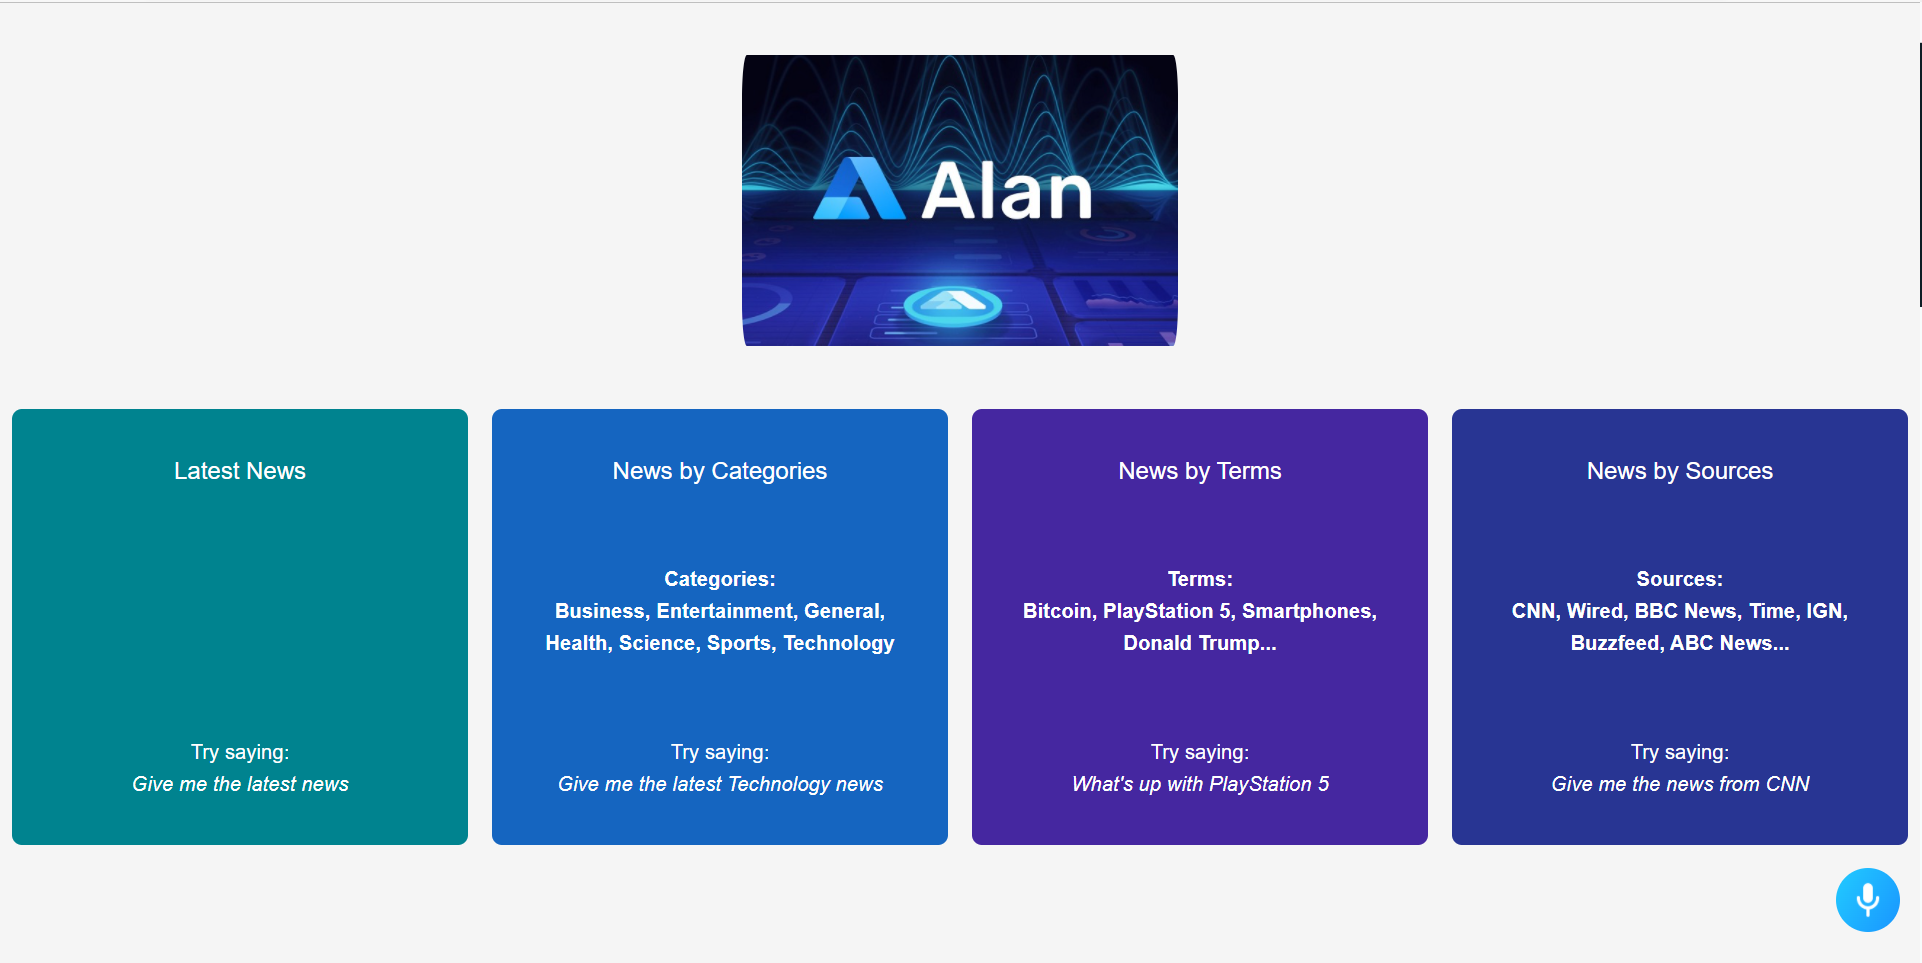 Alan
Latest News
Try saying:
Give me the latest news
News by Categories
Categories:
Business, Entertainment, General,
Health, Science, Sports, Technology
Try saying:
Give me the latest Technology news
News by Terms
Terms:
Bitcoin, PlayStation 5, Smartphones,
Donald Trump...
Try saying:
What's up with PlayStation 5
News by Sources
Sources:
CNN, Wired, BBC News, Time, IGN,
Buzzfeed, ABC News...
Try saying:
Give me the news from CNN